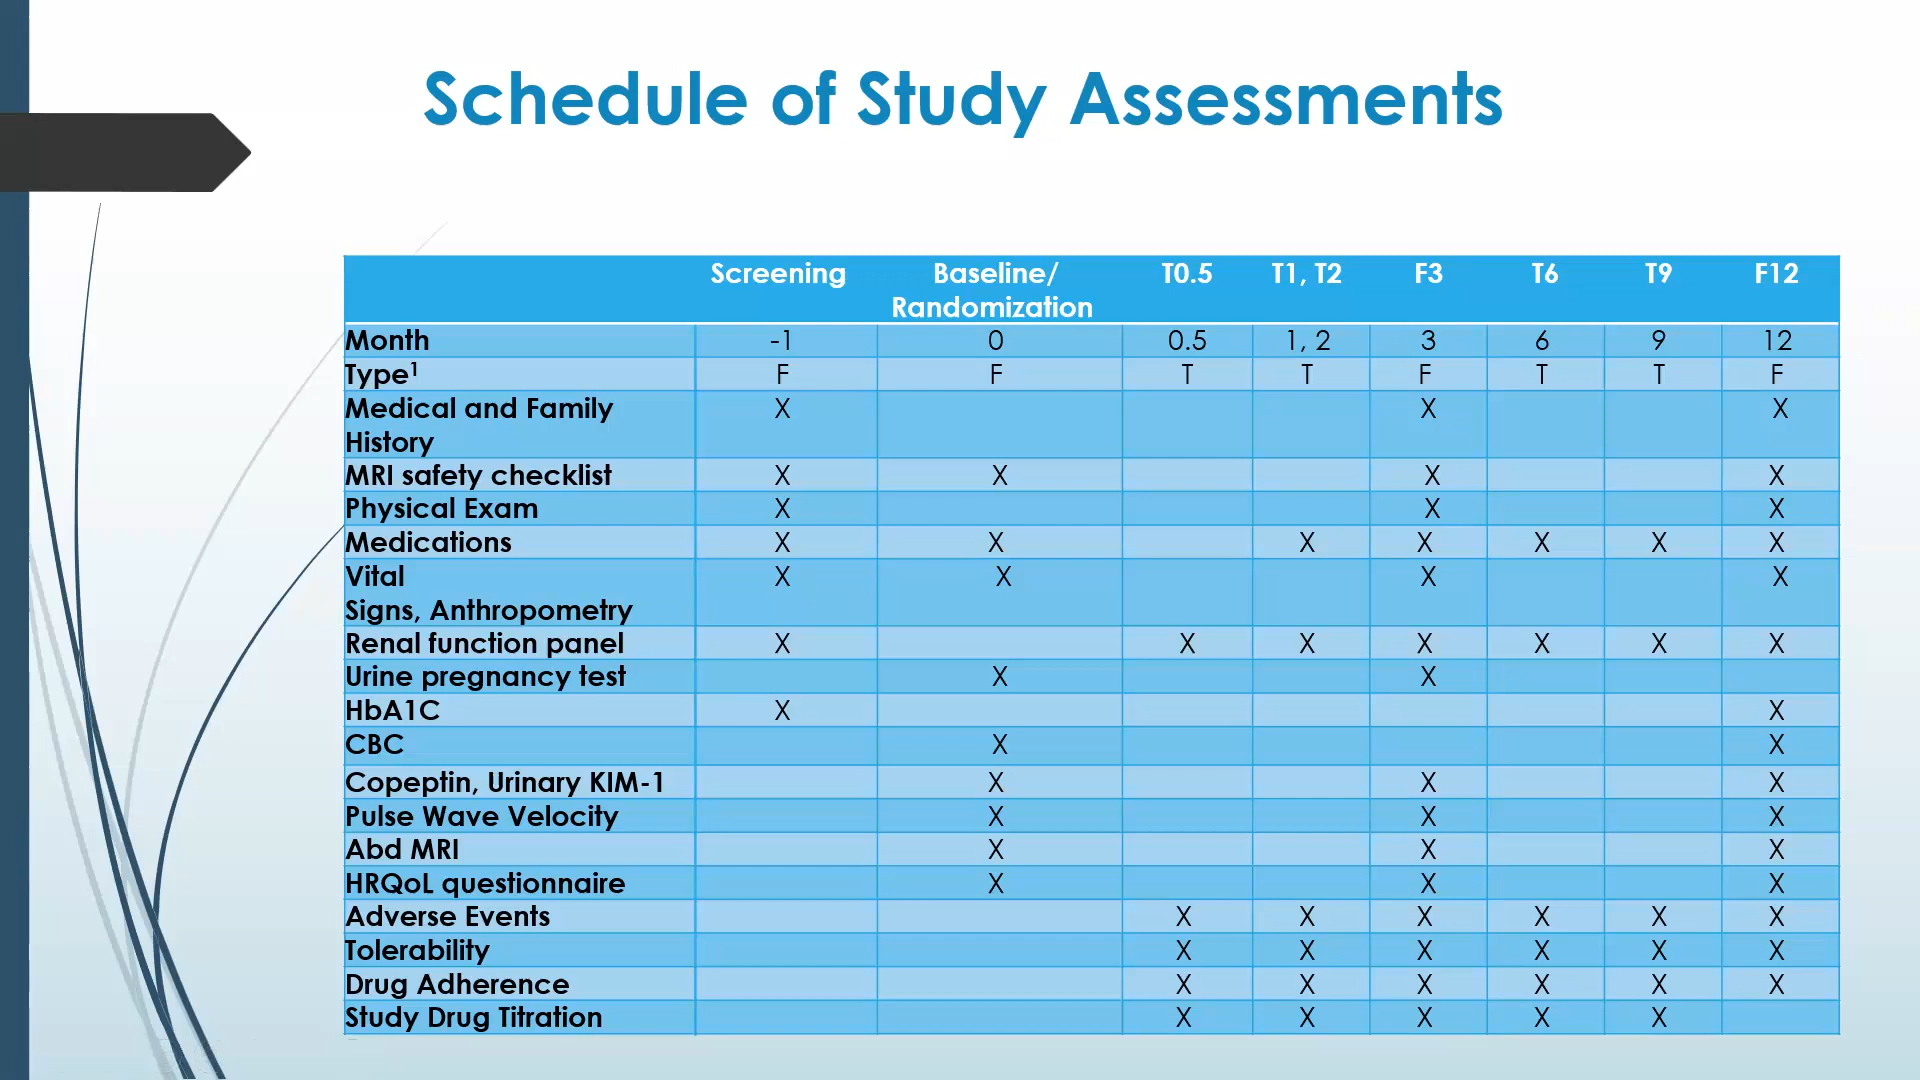 Schedule of Study Assessments
Screening Baseline/ T0.5 T1, T2 F3 T6 T9 F12
Randomization
Month -1 0 0.5 1, 2 3 6 9 12
Type¹ F F T T F T T F
Medical and Family X X X
History
MRI safety checklist X X X X
Physical Exam X X X
Medications X X X X X X X
Vital X X X X
Signs, Anthropometry
Renal function panel X X X X X X X
Urine pregnancy test X X
HbA1C X X
CBC X X
Copeptin, Urinary KIM-1 X X X
Pulse Wave Velocity X X X
Abd MRI X X X
HRQoL questionnaire X X X
Adverse Events X X X X X X
Tolerability X X X X X X
Drug Adherence X X X X X X
Study Drug Titration X X X X X